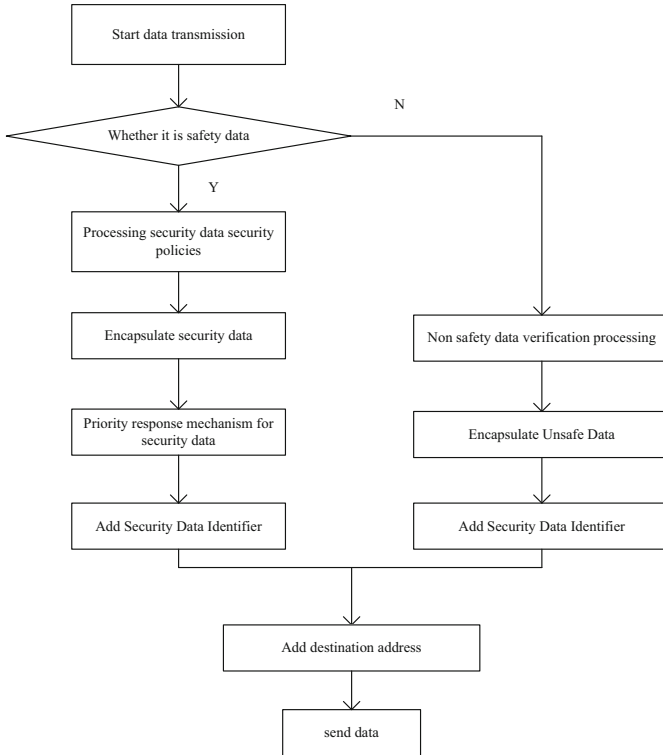 Start data transmission
N
Whether it is safety data
Y
Processing security data security
policies
Encapsulate security data
Non safety data verification processing
Priority response mechanism for
security data
Encapsulate Unsafe Data
Add Security Data Identifier
Add Security Data Identifier
Add destination address
send data